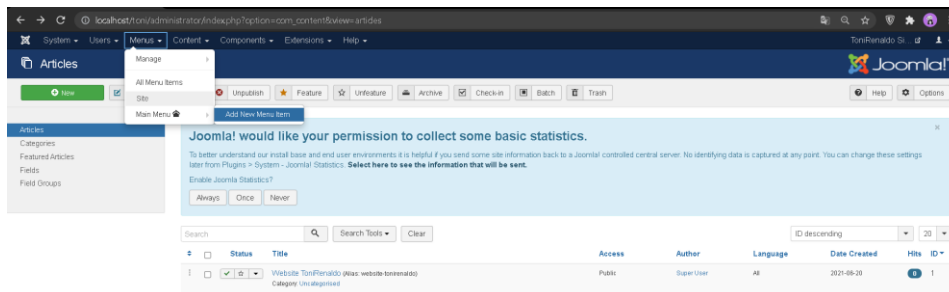 localhost/toni/administrator/index.php?option=com_content&view=articles
System Users Menus Content Components Extensions Help ToniRenaldo Si...
Articles Joomla!
Manage
All Menu Items
Site
Main Menu
Add New Menu Item
New Unpublish Feature Unfeature Archive Check-in Batch Trash Help Options
Articles
Categories
Featured Articles
Fields
Field Groups
Joomla! would like your permission to collect some basic statistics.
To better understand our install base and end user environments it is helpful if you send some site information back to a Joomla! controlled central server. No identifying data is captured at any point. You can change these settings
later from Plugins > System - Joomla! Statistics. Select here to see the information that will be sent.
Enable Joomla Statistics?
Always Once Never
Search Search Tools Clear ID descending 20
Status Title Access Author Language Date Created Hits ID
Website ToniRenaldo (Alias: website-tonirenaldo) Public Super User All 2021-08-20 0 1
Category: Uncategorised